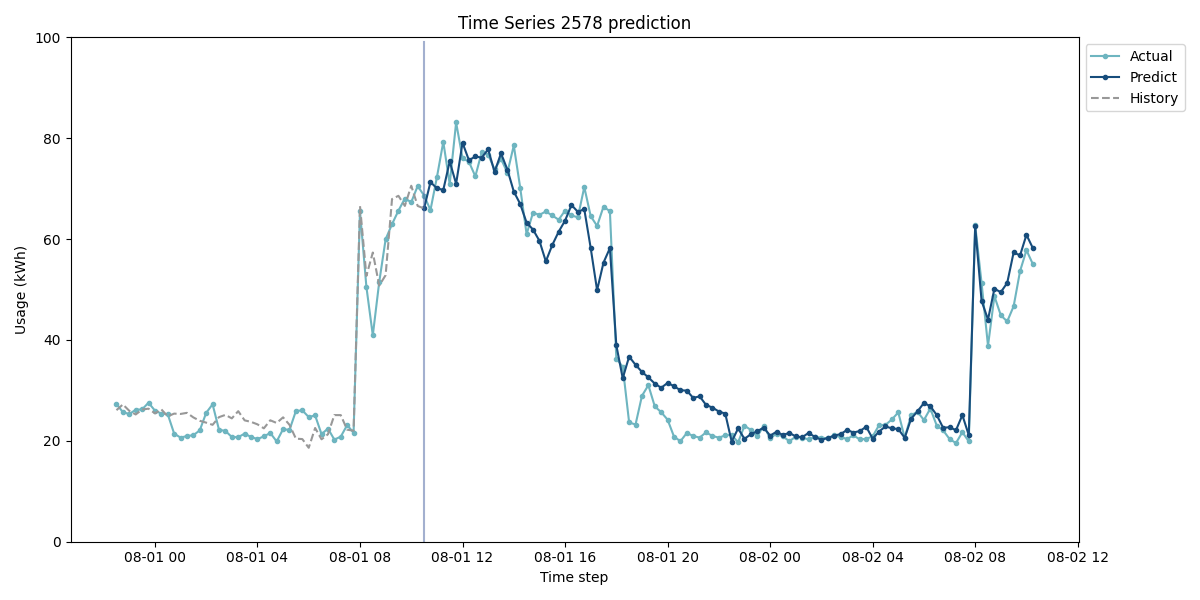 Time Series 2578 prediction
100
80
60
40
20
0
Usage (kWh)
08-01 00
08-01 04
08-01 08
08-01 12
08-01 16
08-01 20
08-02 00
08-02 04
08-02 08
08-02 12
Time step
Actual
Predict
History